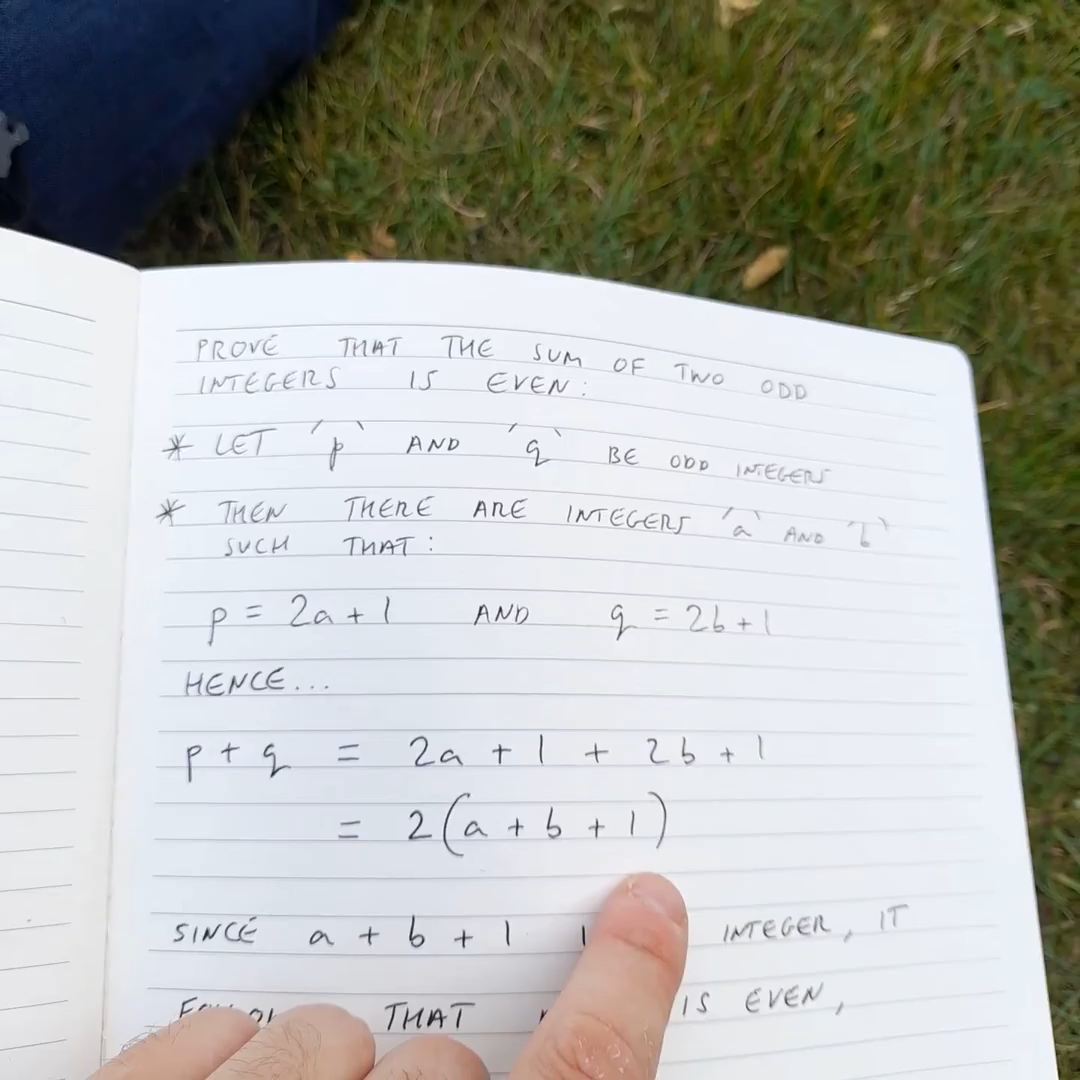 PROVE THAT THE SUM OF TWO ODD
INTEGERS IS EVEN:
* LET 'p' AND 'q' BE ODD INTEGERS
* THEN THERE ARE INTEGERS 'a' AND 'b'
SUCH THAT:
p = 2a + 1 AND q = 2b + 1
HENCE...
p + q = 2a + 1 + 2b + 1
= 2(a + b + 1)
SINCE a + b + 1 INTEGER, IT
THAT IS EVEN,